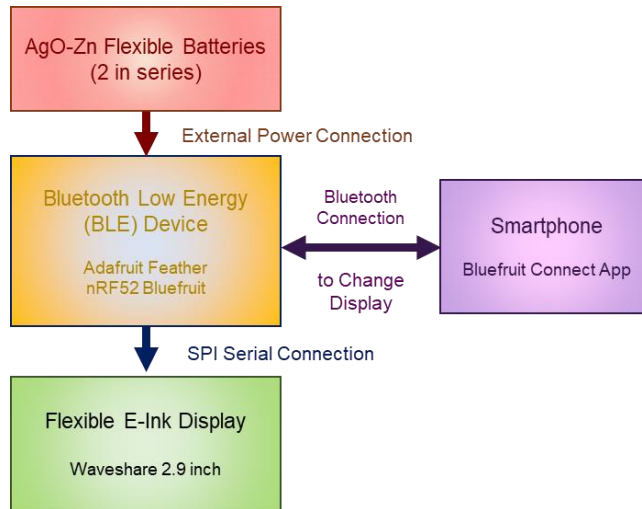 AgO-Zn Flexible Batteries
(2 in series)
External Power Connection
Bluetooth Low Energy
(BLE) Device
Adafruit Feather
nRF52 Bluefruit
Bluetooth
Connection
to Change
Display
Smartphone
Bluefruit Connect App
SPI Serial Connection
Flexible E-Ink Display
Waveshare 2.9 inch